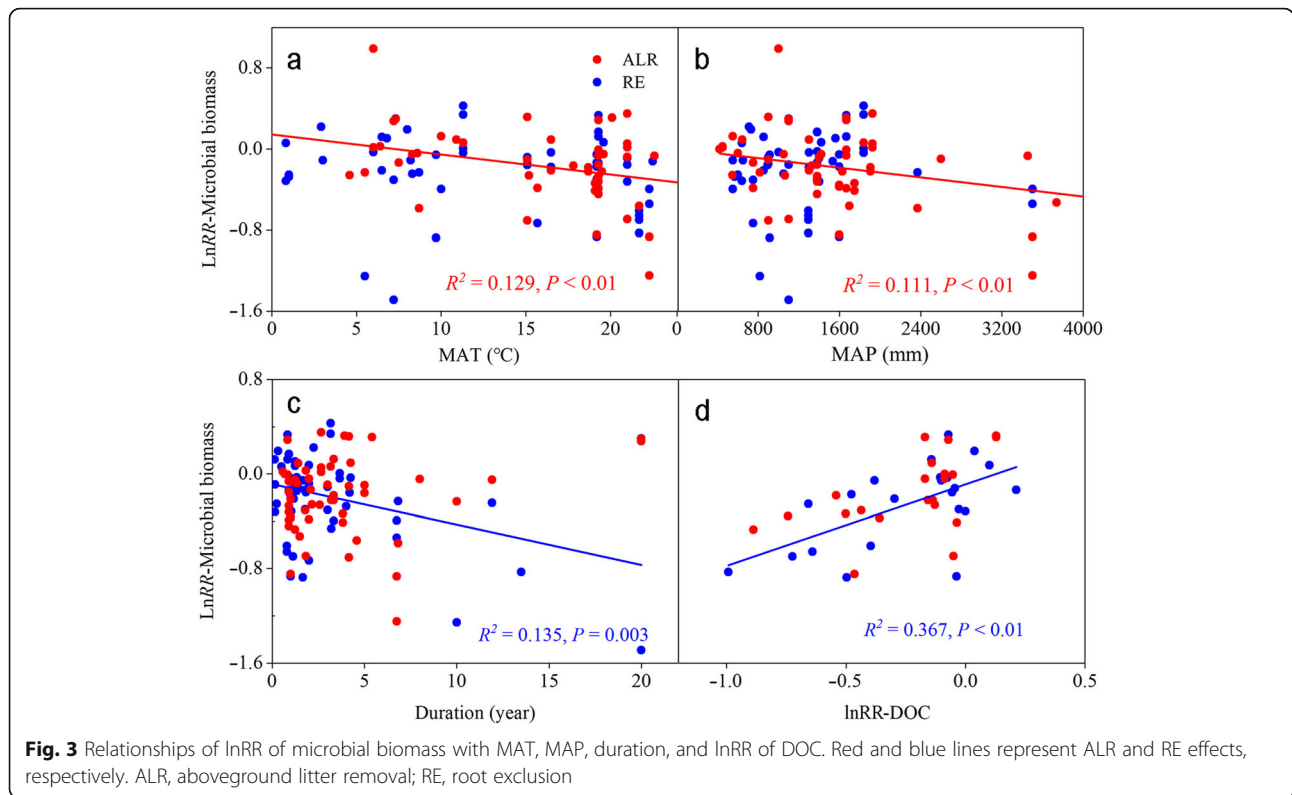 a
ALR
RE
b
LnRR-Microbial biomass
0.8
0.0
−0.8
−1.6
R² = 0.129, P < 0.01
R² = 0.111, P < 0.01
0 5 10 15 20 0 800 1600 2400 3200 4000
MAT (°C) MAP (mm)
c
d
LnRR-Microbial biomass
0.8
0.0
−0.8
−1.6
R² = 0.135, P = 0.003
R² = 0.367, P < 0.01
0 5 10 15 20 −1.0 −0.5 0.0 0.5
Duration (year) lnRR-DOC
Fig. 3 Relationships of lnRR of microbial biomass with MAT, MAP, duration, and lnRR of DOC. Red and blue lines represent ALR and RE effects,
respectively. ALR, aboveground litter removal; RE, root exclusion